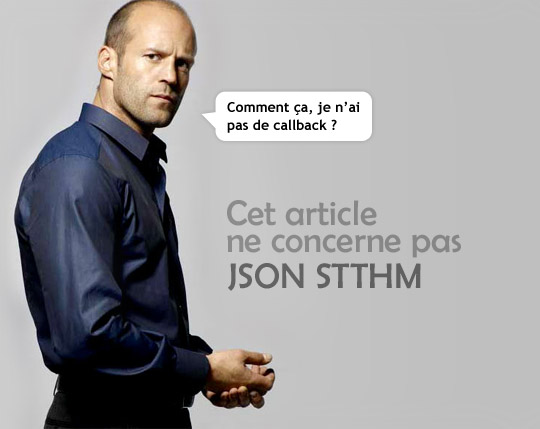 Comment ça, je n'ai
pas de callback ?
Cet article
ne concerne pas
JSON STTHM